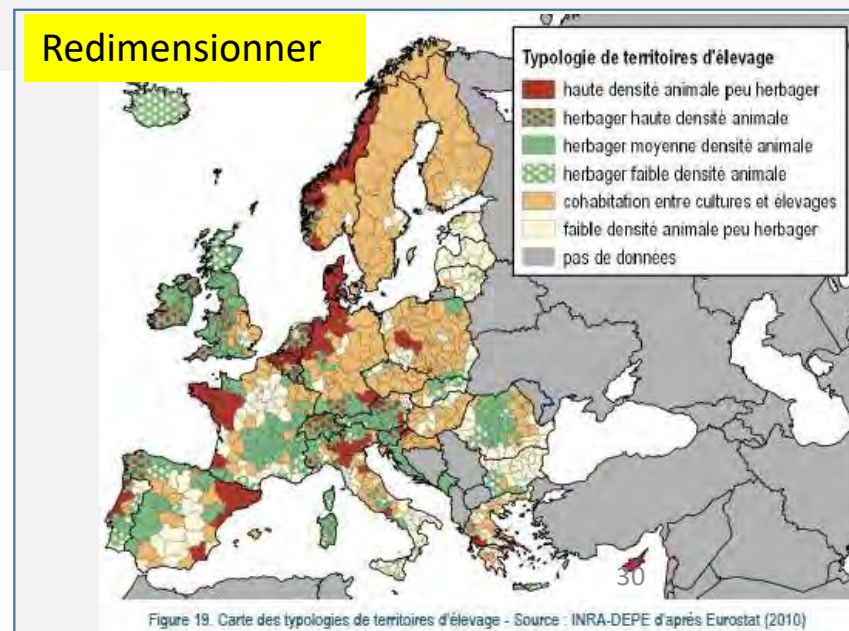 Redimensionner
Typologie de territoires d'élevage
haute densité animale peu herbager
herbager haute densité animale
herbager moyenne densité animale
herbager faible densité animale
cohabitation entre cultures et élevages
faible densité animale peu herbager
pas de données
30
Figure 19. Carte des typologies de territoires d'élevage - Source : INRA-DEPE d'après Eurostat (2010)